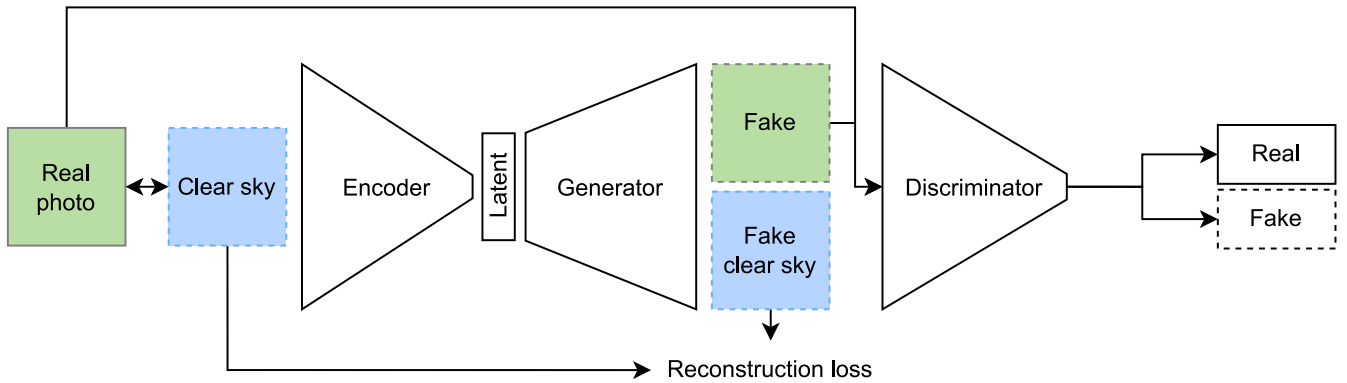 Real
photo
Clear sky
Encoder
Latent
Generator
Fake
Fake
clear sky
Discriminator
Real
Fake
Reconstruction loss